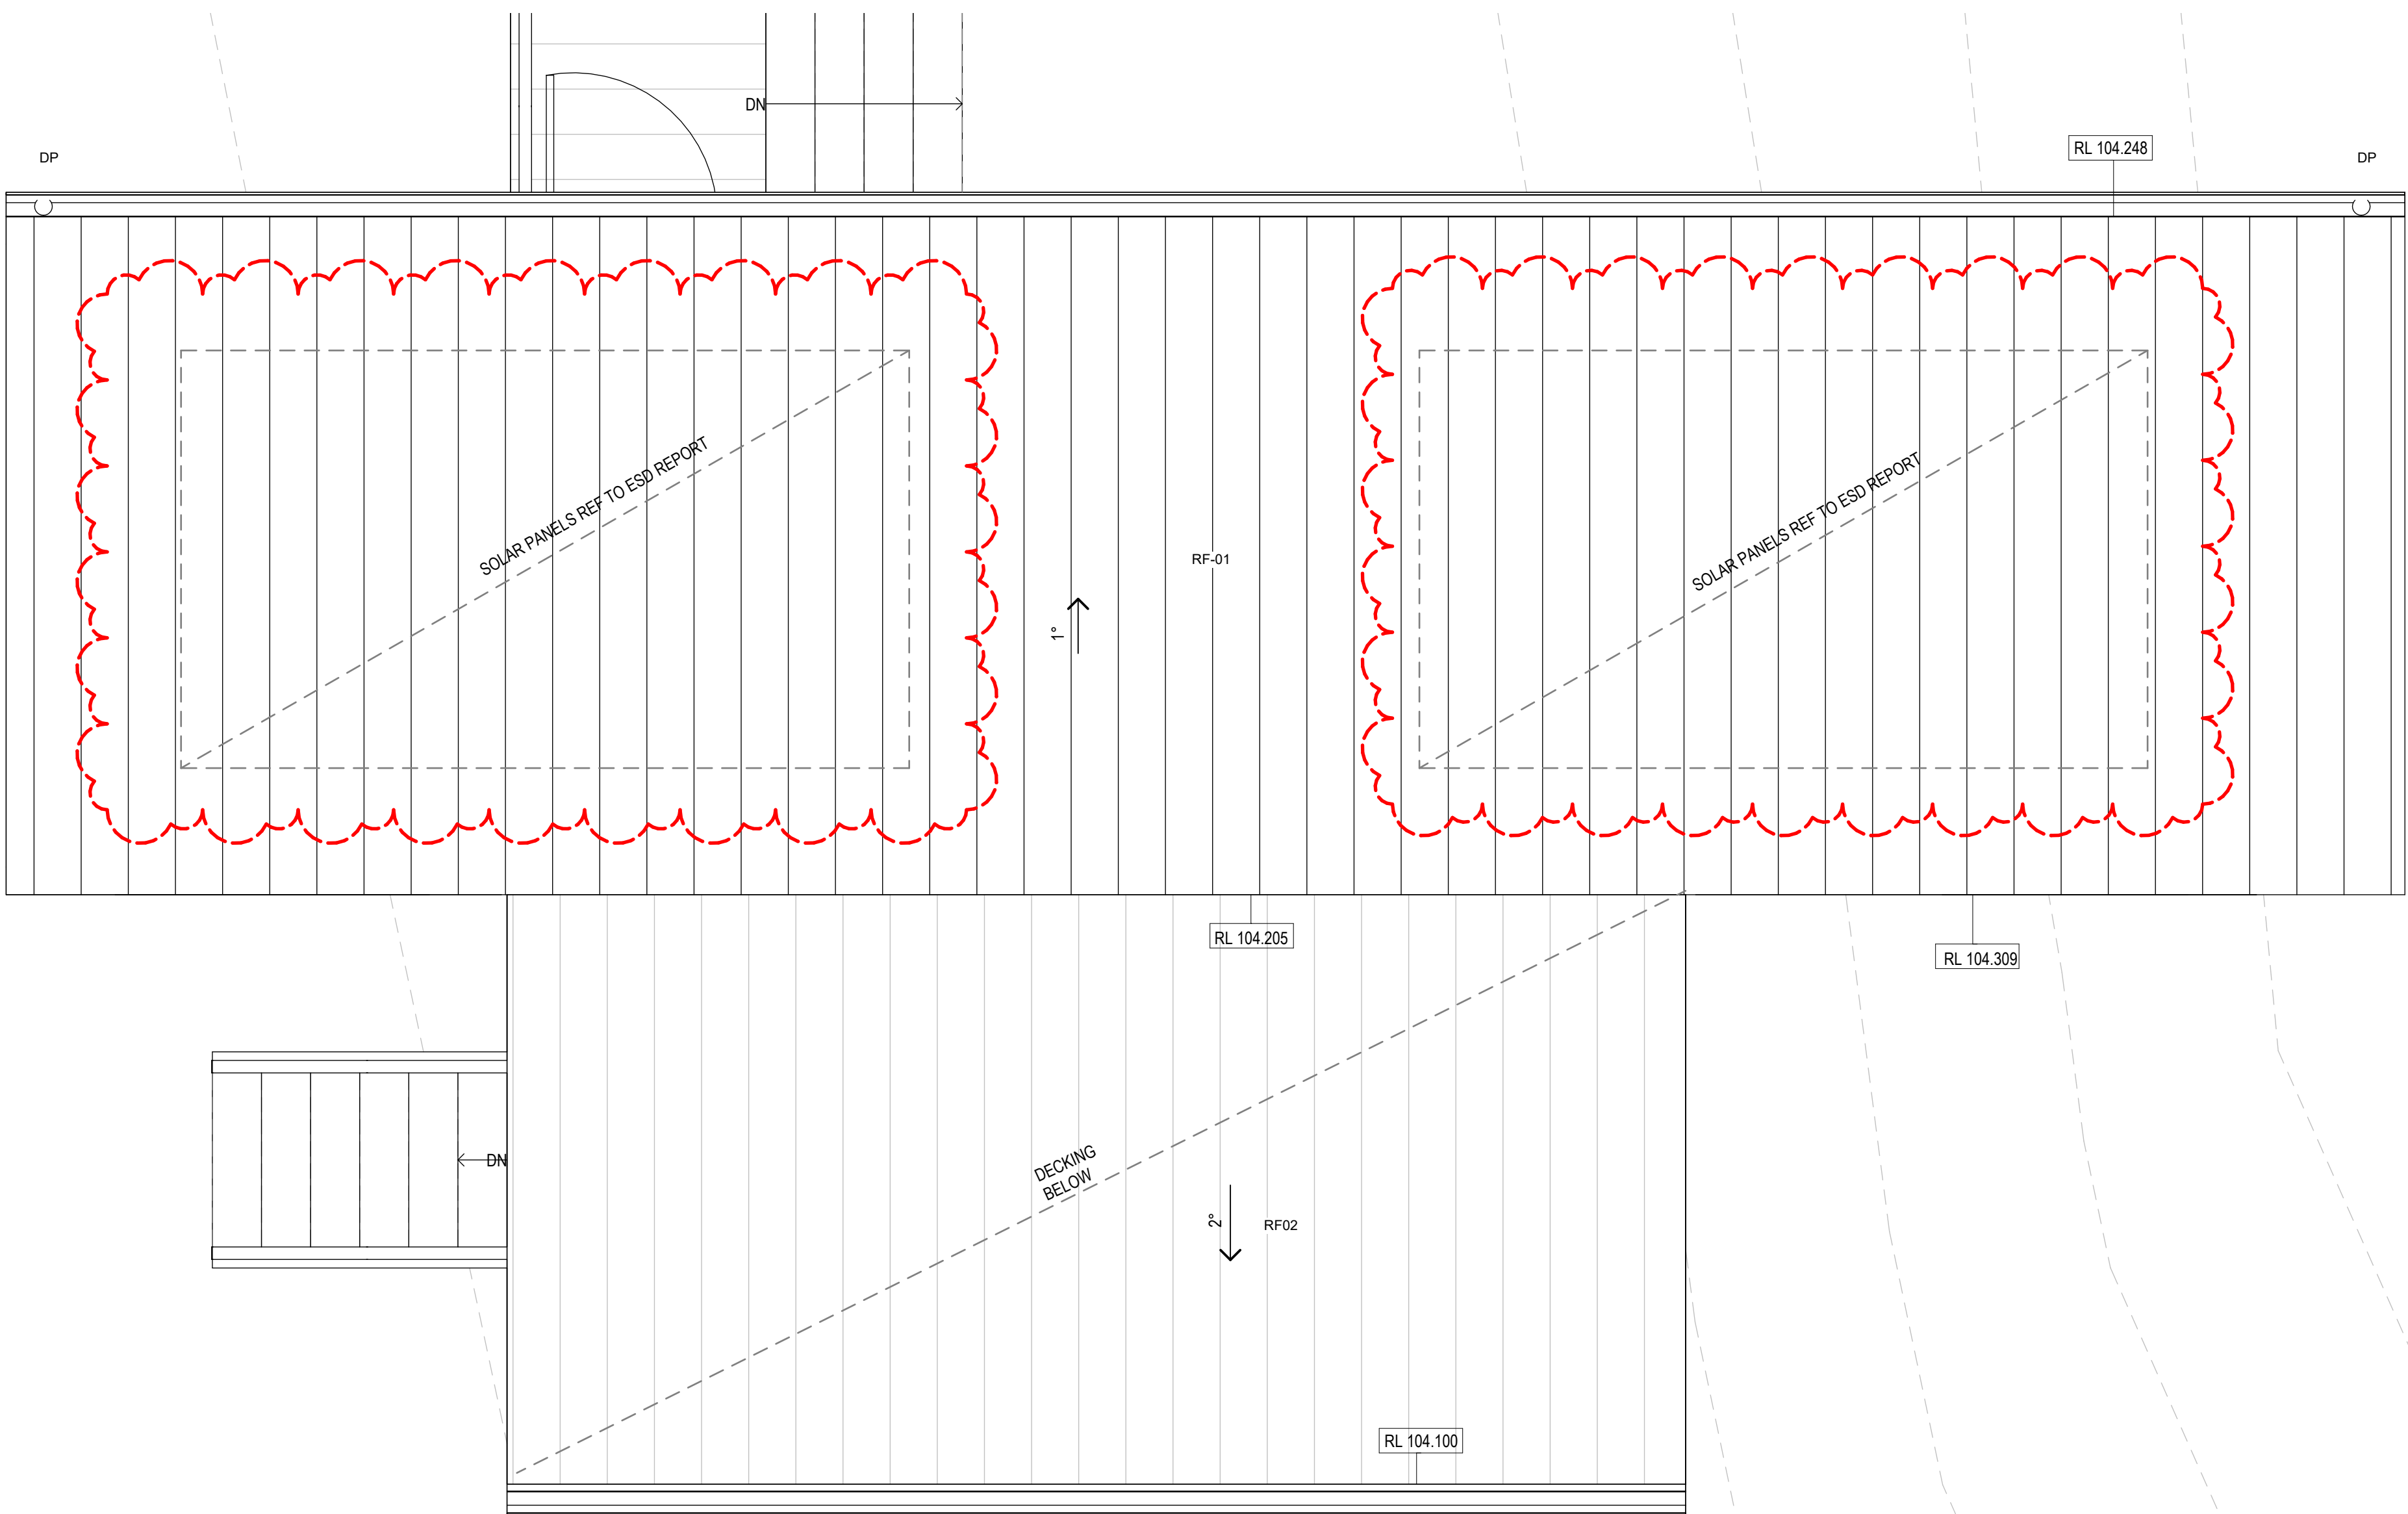 DN
RL 104.248
DP
DP
SOLAR PANELS REF TO ESD REPORT
SOLAR PANELS REF TO ESD REPORT
RF-01
1°
RL 104.205
RL 104.309
DN
DECKING
BELOW
2°
RF02
RL 104.100